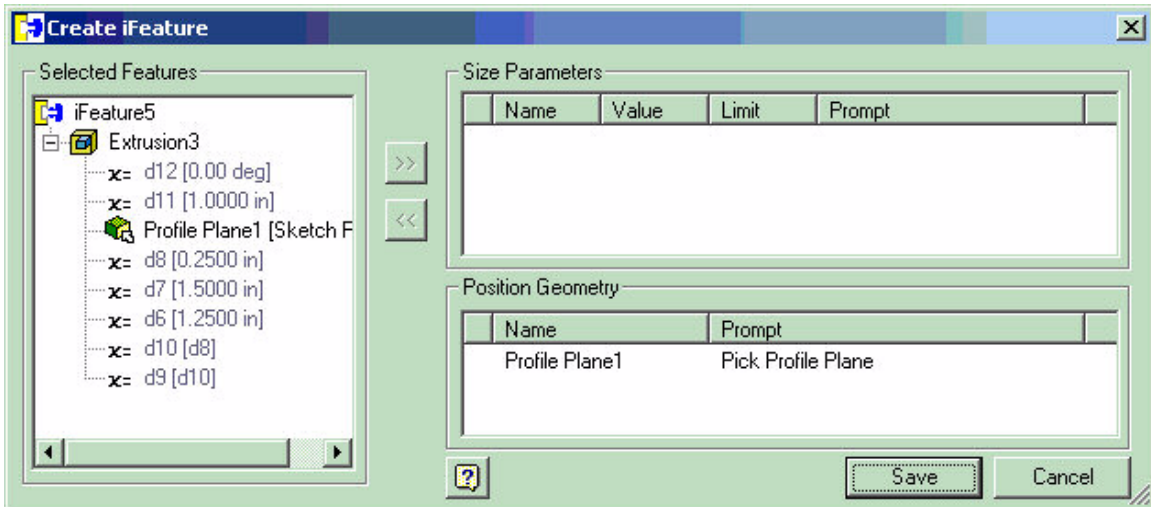 Create iFeature
Selected Features
iFeature5
Extrusion3
x= d12 [0.00 deg]
x= d11 [1.0000 in]
Profile Plane1 [Sketch F
x= d8 [0.2500 in]
x= d7 [1.5000 in]
x= d6 [1.2500 in]
x= d10 [d8]
x= d9 [d10]
>>
<<
Size Parameters
Name Value Limit Prompt
Position Geometry
Name Prompt
Profile Plane1 Pick Profile Plane
?
Save Cancel